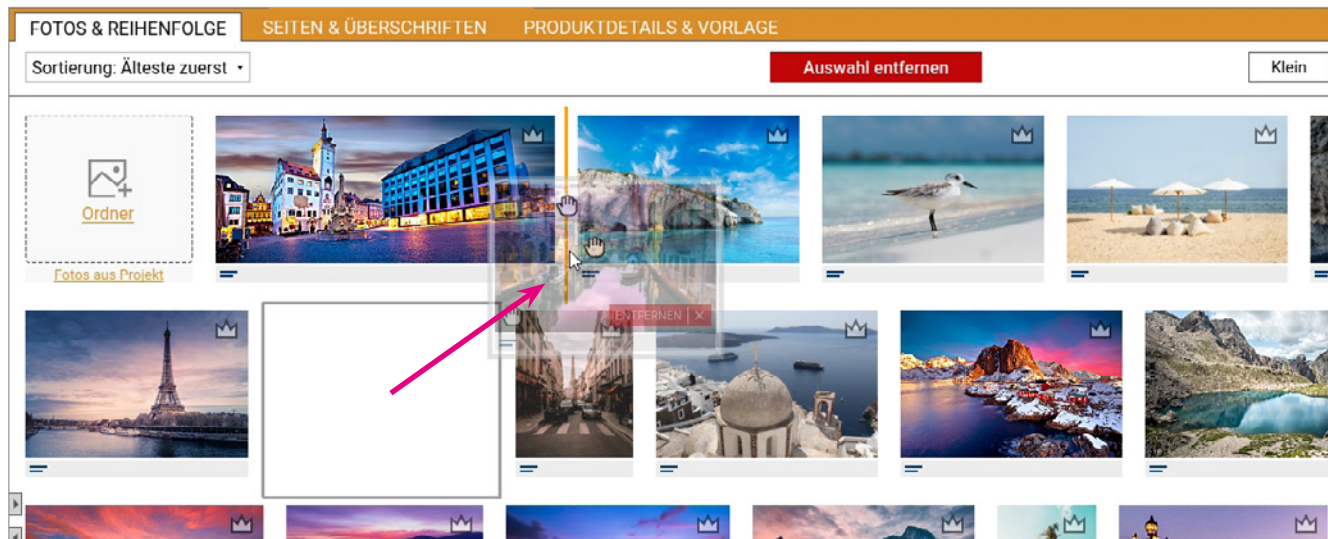 FOTOS & REIHENFOLGE
SEITEN & ÜBERSCHRIFTEN
PRODUKTDETAILS & VORLAGE
Sortierung: Älteste zuerst
Auswahl entfernen
Klein
Ordner
Fotos aus Projekt
ENTFERNEN